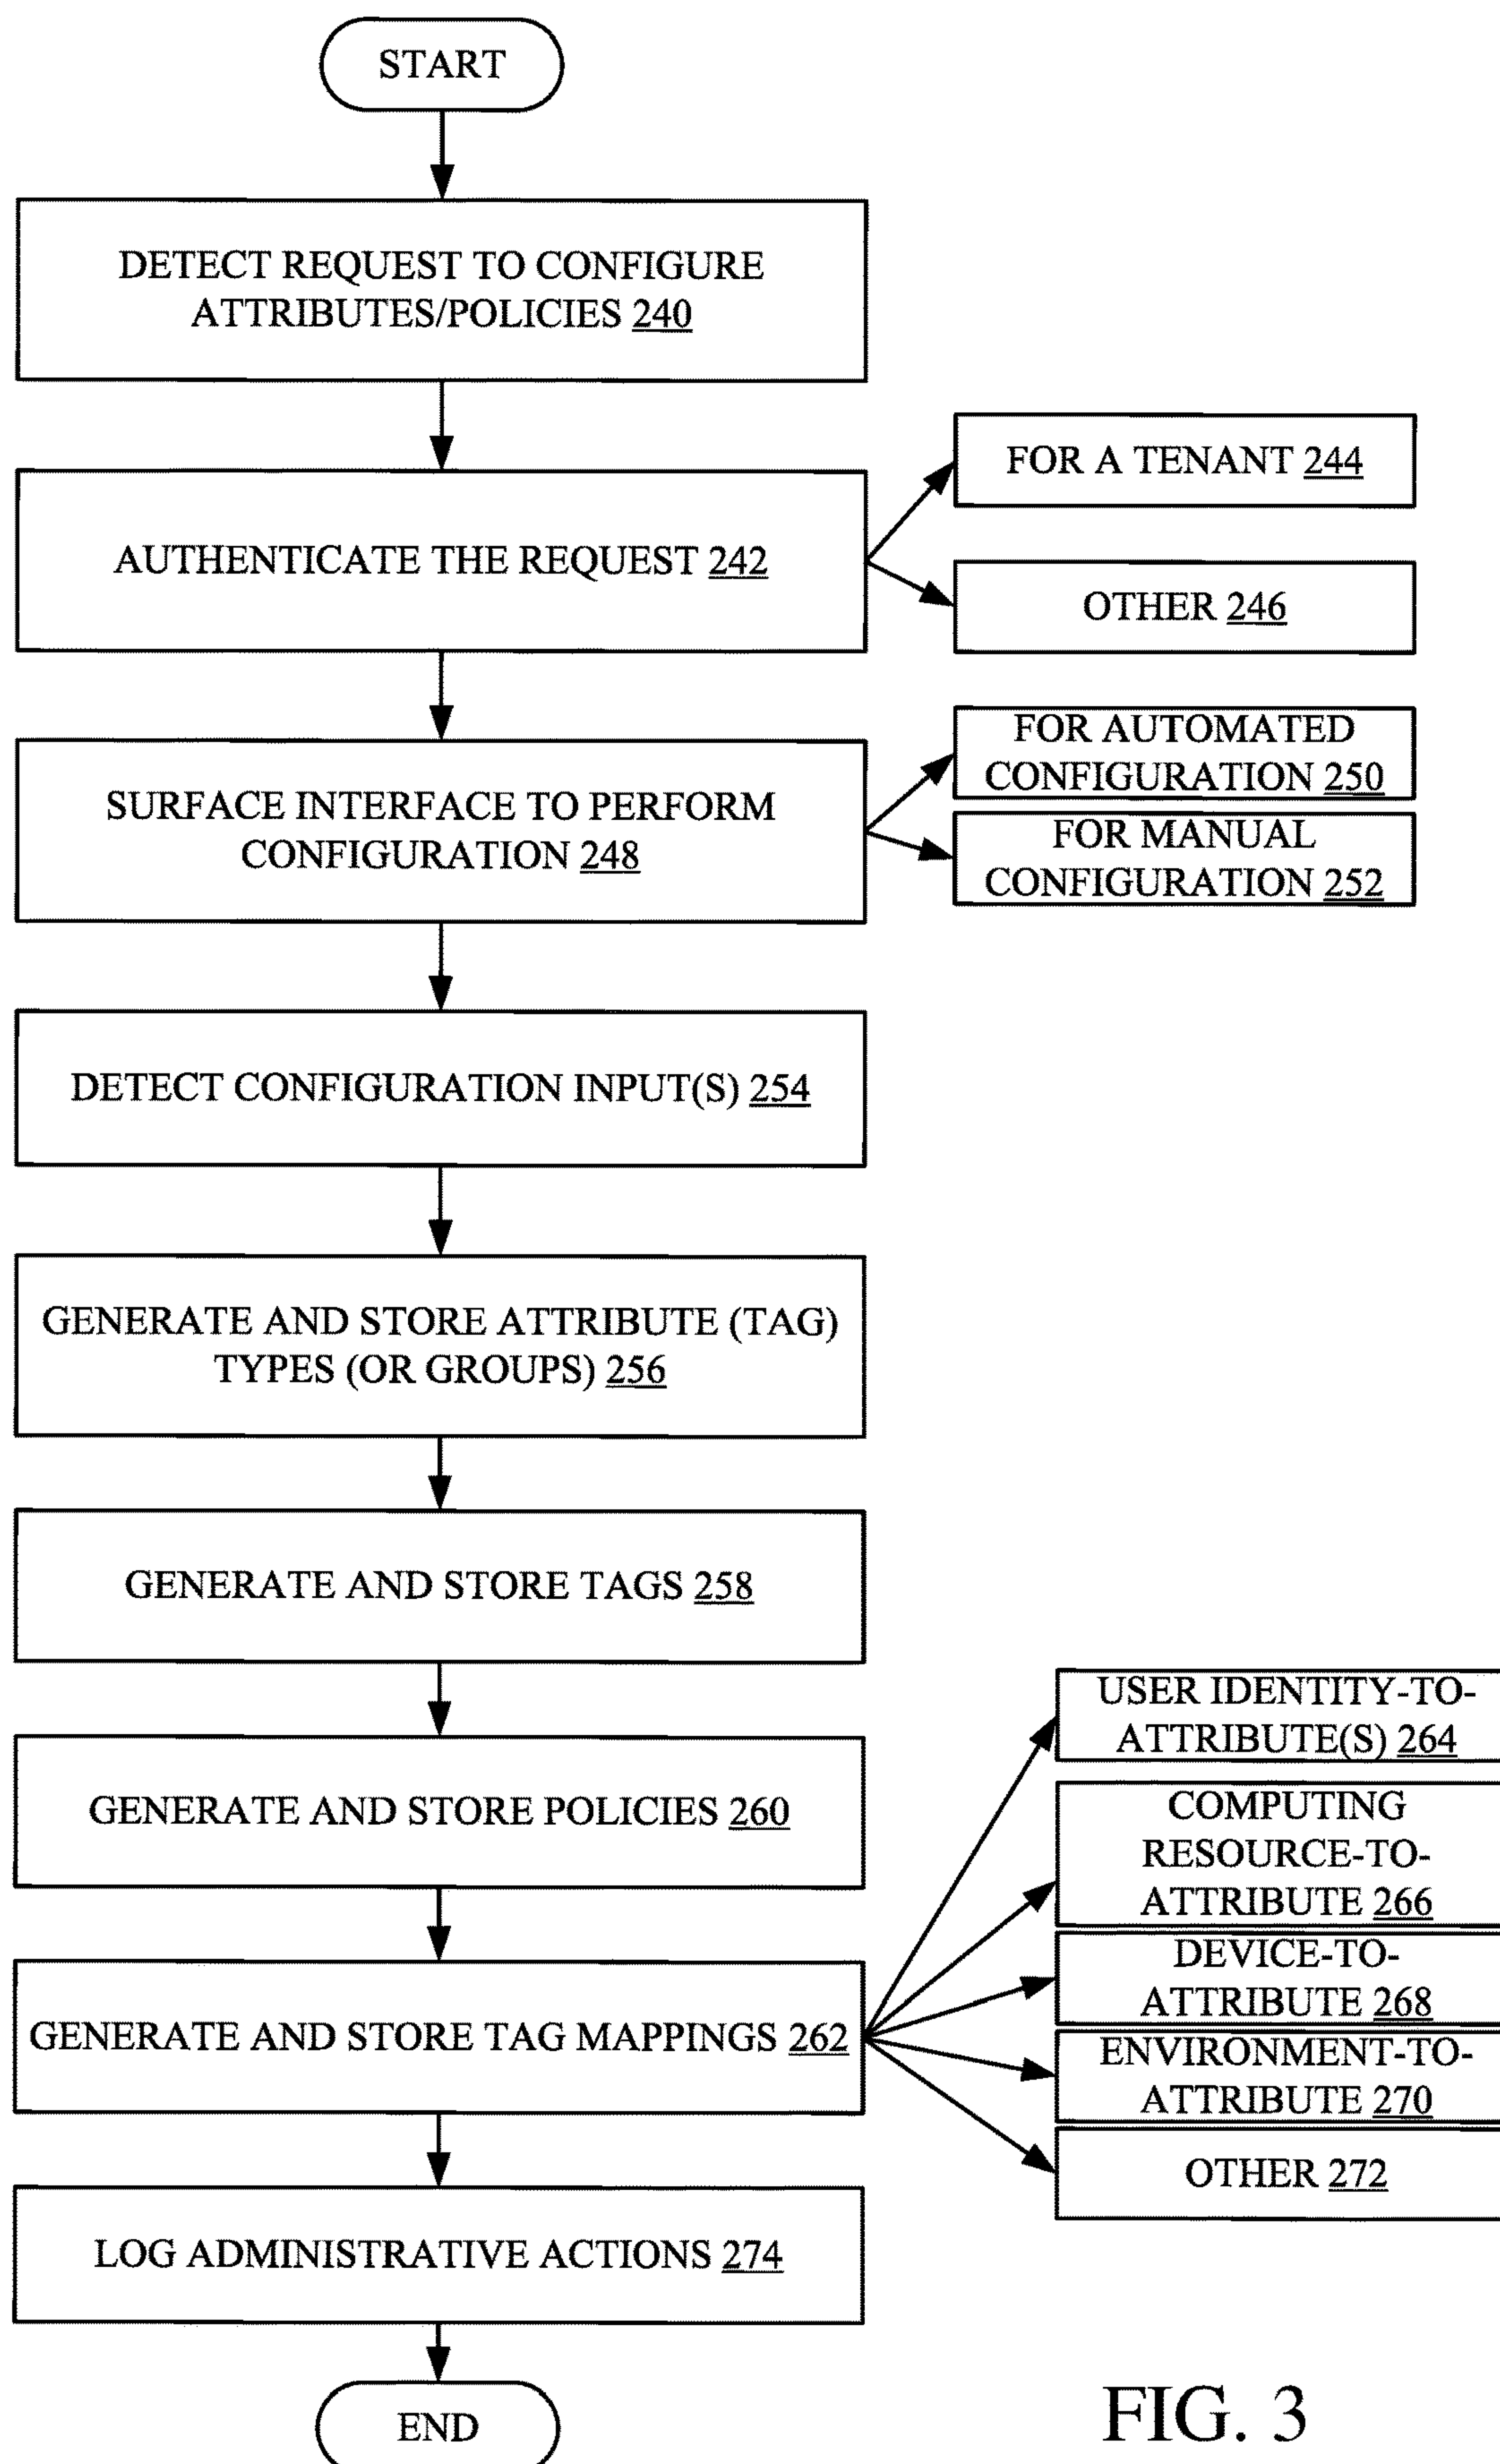 START
DETECT REQUEST TO CONFIGURE
ATTRIBUTES/POLICIES 240
AUTHENTICATE THE REQUEST 242
FOR A TENANT 244
OTHER 246
SURFACE INTERFACE TO PERFORM
CONFIGURATION 248
FOR AUTOMATED
CONFIGURATION 250
FOR MANUAL
CONFIGURATION 252
DETECT CONFIGURATION INPUT(S) 254
GENERATE AND STORE ATTRIBUTE (TAG)
TYPES (OR GROUPS) 256
GENERATE AND STORE TAGS 258
GENERATE AND STORE POLICIES 260
GENERATE AND STORE TAG MAPPINGS 262
USER IDENTITY-TO-
ATTRIBUTE(S) 264
COMPUTING
RESOURCE-TO-
ATTRIBUTE 266
DEVICE-TO-
ATTRIBUTE 268
ENVIRONMENT-TO-
ATTRIBUTE 270
OTHER 272
LOG ADMINISTRATIVE ACTIONS 274
END
FIG. 3